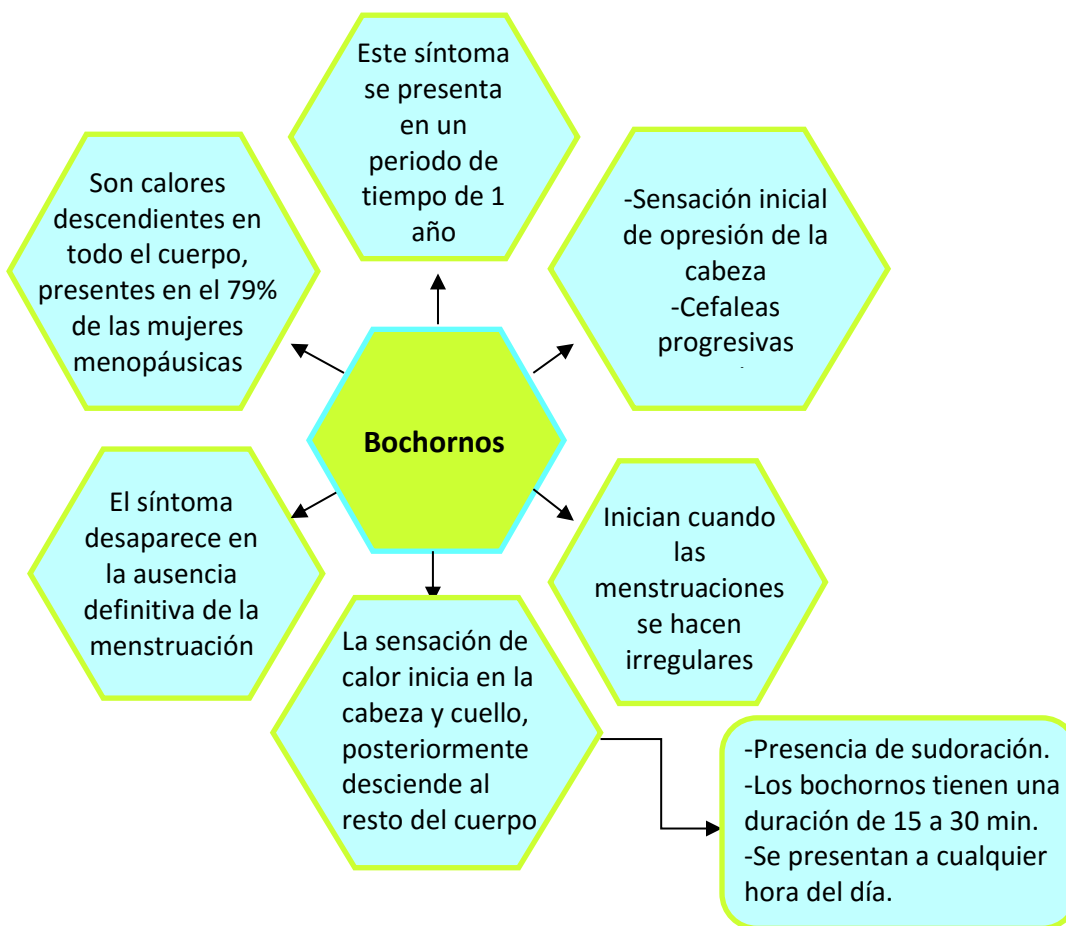 Este síntoma
se presenta
en un
periodo de
tiempo de 1
año
Son calores
descendientes en
todo el cuerpo,
presentes en el 79%
de las mujeres
menopáusicas
-Sensación inicial
de opresión de la
cabeza
-Cefaleas
progresivas
Bochornos
El síntoma
desaparece en
la ausencia
definitiva de la
menstruación
Inician cuando
las
menstruaciones
se hacen
irregulares
La sensación de
calor inicia en la
cabeza y cuello,
posteriormente
desciende al
resto del cuerpo
-Presencia de sudoración.
-Los bochornos tienen una
duración de 15 a 30 min.
-Se presentan a cualquier
hora del día.